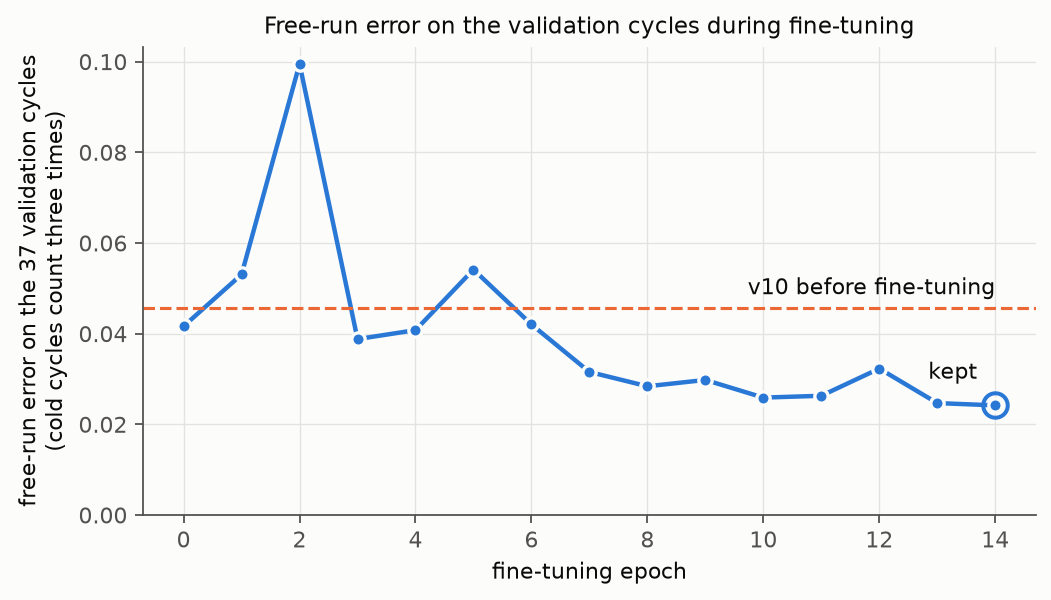 Free-run error on the validation cycles during fine-tuning
free-run error on the 37 validation cycles
(cold cycles count three times)
0.10
0.08
0.06
0.04
0.02
0.00
v10 before fine-tuning
kept
0 2 4 6 8 10 12 14
fine-tuning epoch